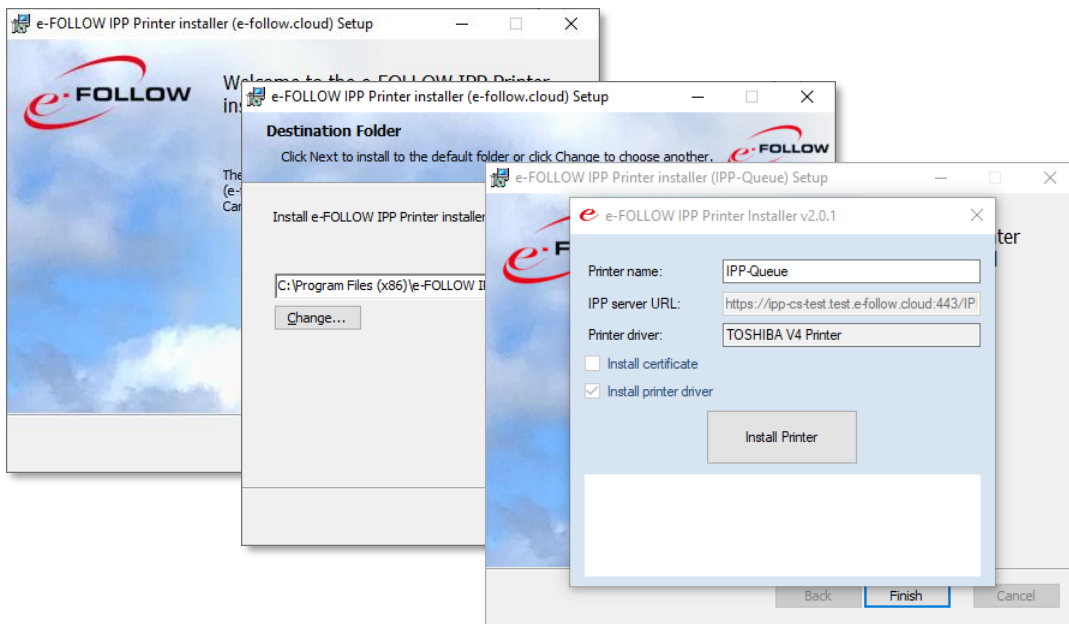 e-FOLLOW IPP Printer installer (e-follow.cloud) Setup
e·FOLLOW
Welcome to the e-FOLLOW IPP Printer
ins
The
(e-
Car
e-FOLLOW IPP Printer installer (e-follow.cloud) Setup
Destination Folder
Click Next to install to the default folder or click Change to choose another.
e·FOLLOW
Install e-FOLLOW IPP Printer installer
C:\Program Files (x86)\e-FOLLOW I
Change...
e-FOLLOW IPP Printer installer (IPP-Queue) Setup
e·F
ter
e-FOLLOW IPP Printer Installer v2.0.1
Printer name:
IPP-Queue
IPP server URL:
https://ipp-cs-test.test.e-follow.cloud:443/IP
Printer driver:
TOSHIBA V4 Printer
Install certificate
Install printer driver
Install Printer
Back
Finish
Cancel